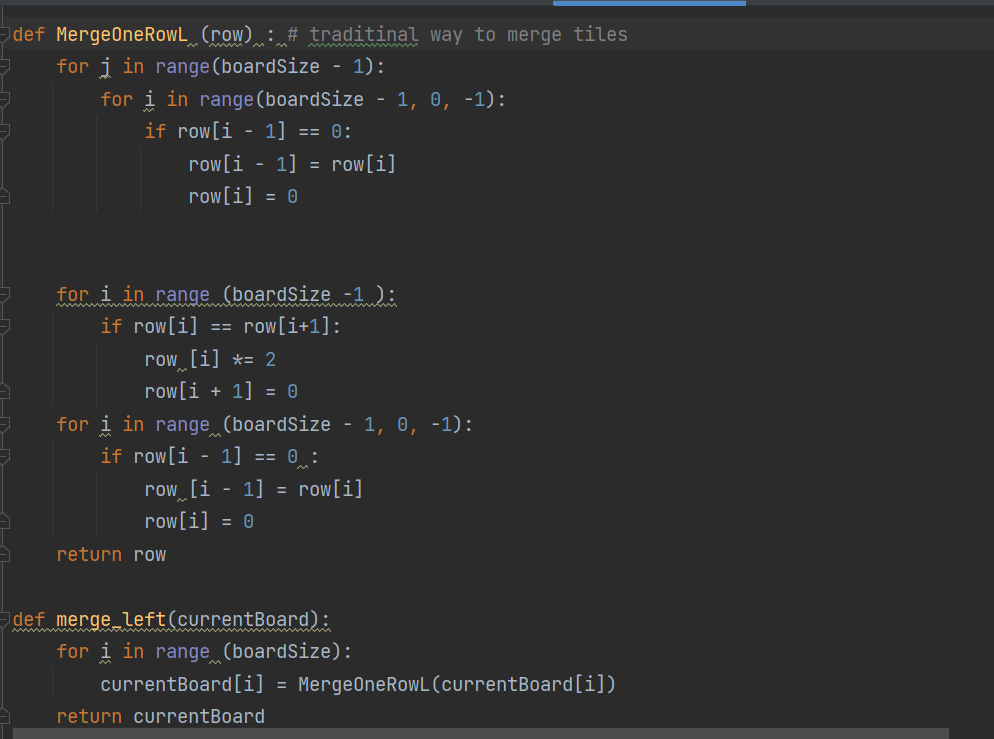 def MergeOneRowL (row) : # traditinal way to merge tiles
    for j in range(boardSize - 1):
        for i in range(boardSize - 1, 0, -1):
            if row[i - 1] == 0:
                row[i - 1] = row[i]
                row[i] = 0
    for i in range (boardSize -1 ):
        if row[i] == row[i+1]:
            row [i] *= 2
            row[i + 1] = 0
    for i in range (boardSize - 1, 0, -1):
        if row[i - 1] == 0 :
            row [i - 1] = row[i]
            row[i] = 0
    return row
def merge_left(currentBoard):
    for i in range (boardSize):
        currentBoard[i] = MergeOneRowL(currentBoard[i])
    return currentBoard